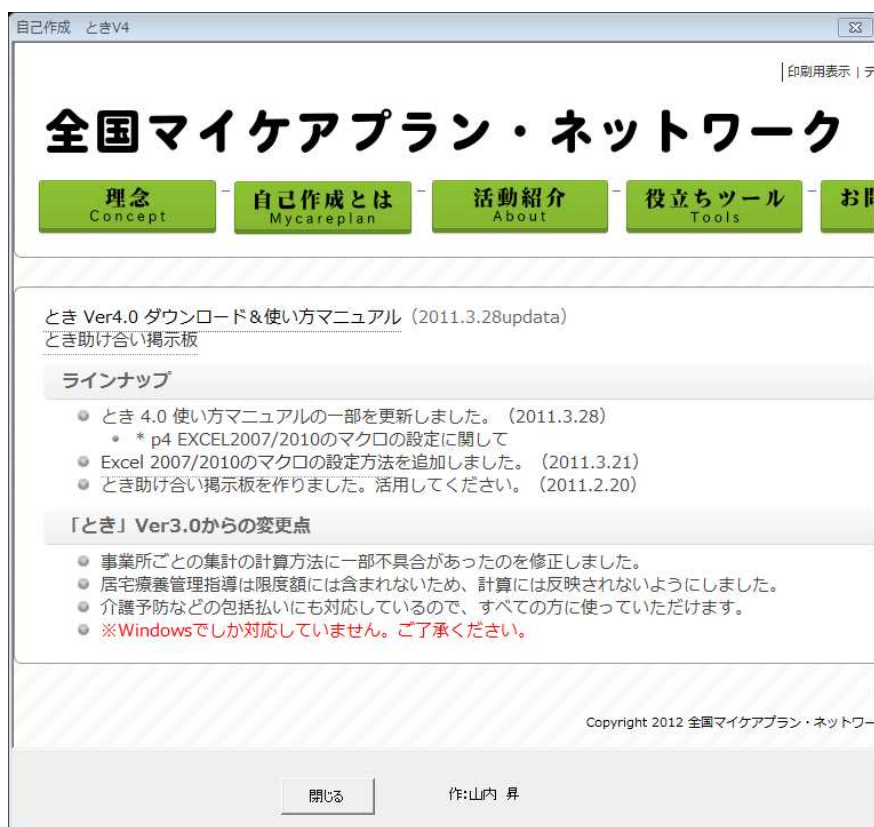 自己作成 ときV4
印刷用表示 | テ
全国マイケアプラン・ネットワーク
理念 自己作成とは 活動紹介 役立ちツール お問
Concept Mycareplan About Tools
とき Ver4.0 ダウンロード＆使い方マニュアル（2011.3.28updata）
とき助け合い掲示板
ラインナップ
とき 4.0 使い方マニュアルの一部を更新しました。（2011.3.28）
* p4 EXCEL2007/2010のマクロの設定に関して
Excel 2007/2010のマクロの設定方法を追加しました。（2011.3.21）
とき助け合い掲示板を作りました。活用してください。（2011.2.20）
「とき」Ver3.0からの変更点
事業所ごとの集計の計算方法に一部不具合があったのを修正しました。
居宅療養管理指導は限度額には含まれないため、計算には反映されないようにしました。
介護予防などの包括払いにも対応しているので、すべての方に使っていただけます。
※Windowsでしか対応していません。ご了承ください。
Copyright 2012 全国マイケアプラン・ネットワー
閉じる 作:山内 昇